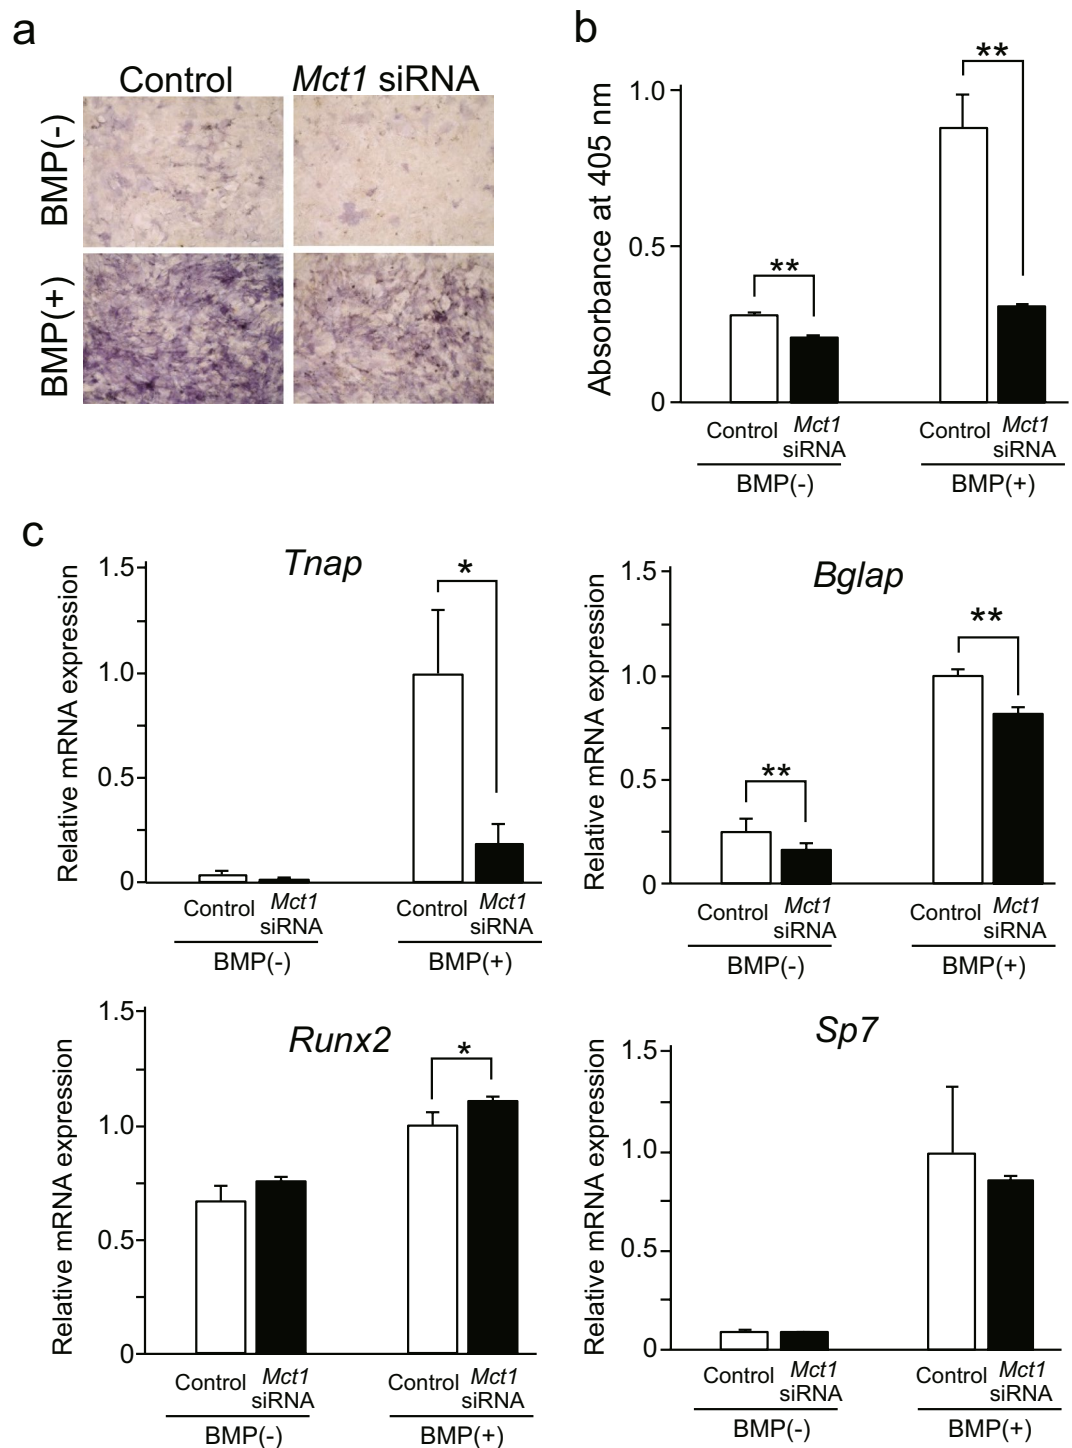 a
Control Mct1 siRNA
BMP(-)
BMP(+)
b
Absorbance at 405 nm
1.0
0.5
0
**
**
Control Mct1 siRNA
BMP(-)
Control Mct1 siRNA
BMP(+)
c
Tnap
Relative mRNA expression
1.5
1.0
0.5
0
*
Control Mct1 siRNA
BMP(-)
Control Mct1 siRNA
BMP(+)
Bglap
Relative mRNA expression
1.5
1.0
0.5
0
**
**
Control Mct1 siRNA
BMP(-)
Control Mct1 siRNA
BMP(+)
Runx2
Relative mRNA expression
1.5
1.0
0.5
0
*
Control Mct1 siRNA
BMP(-)
Control Mct1 siRNA
BMP(+)
Sp7
Relative mRNA expression
1.5
1.0
0.5
0
Control Mct1 siRNA
BMP(-)
Control Mct1 siRNA
BMP(+)